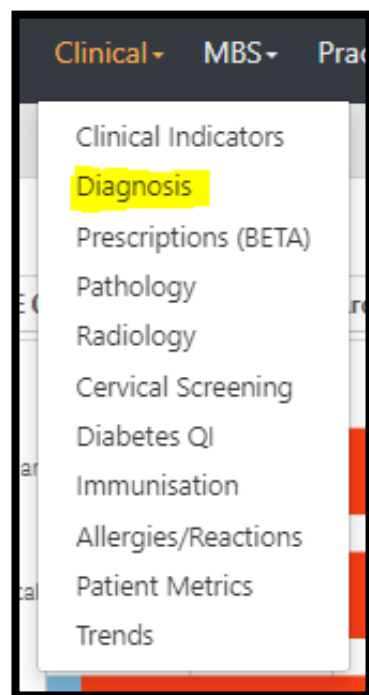 Clinical MBS Prac
Clinical Indicators
Diagnosis
Prescriptions (BETA)
Pathology
Radiology
Cervical Screening
Diabetes QI
Immunisation
Allergies/Reactions
Patient Metrics
Trends